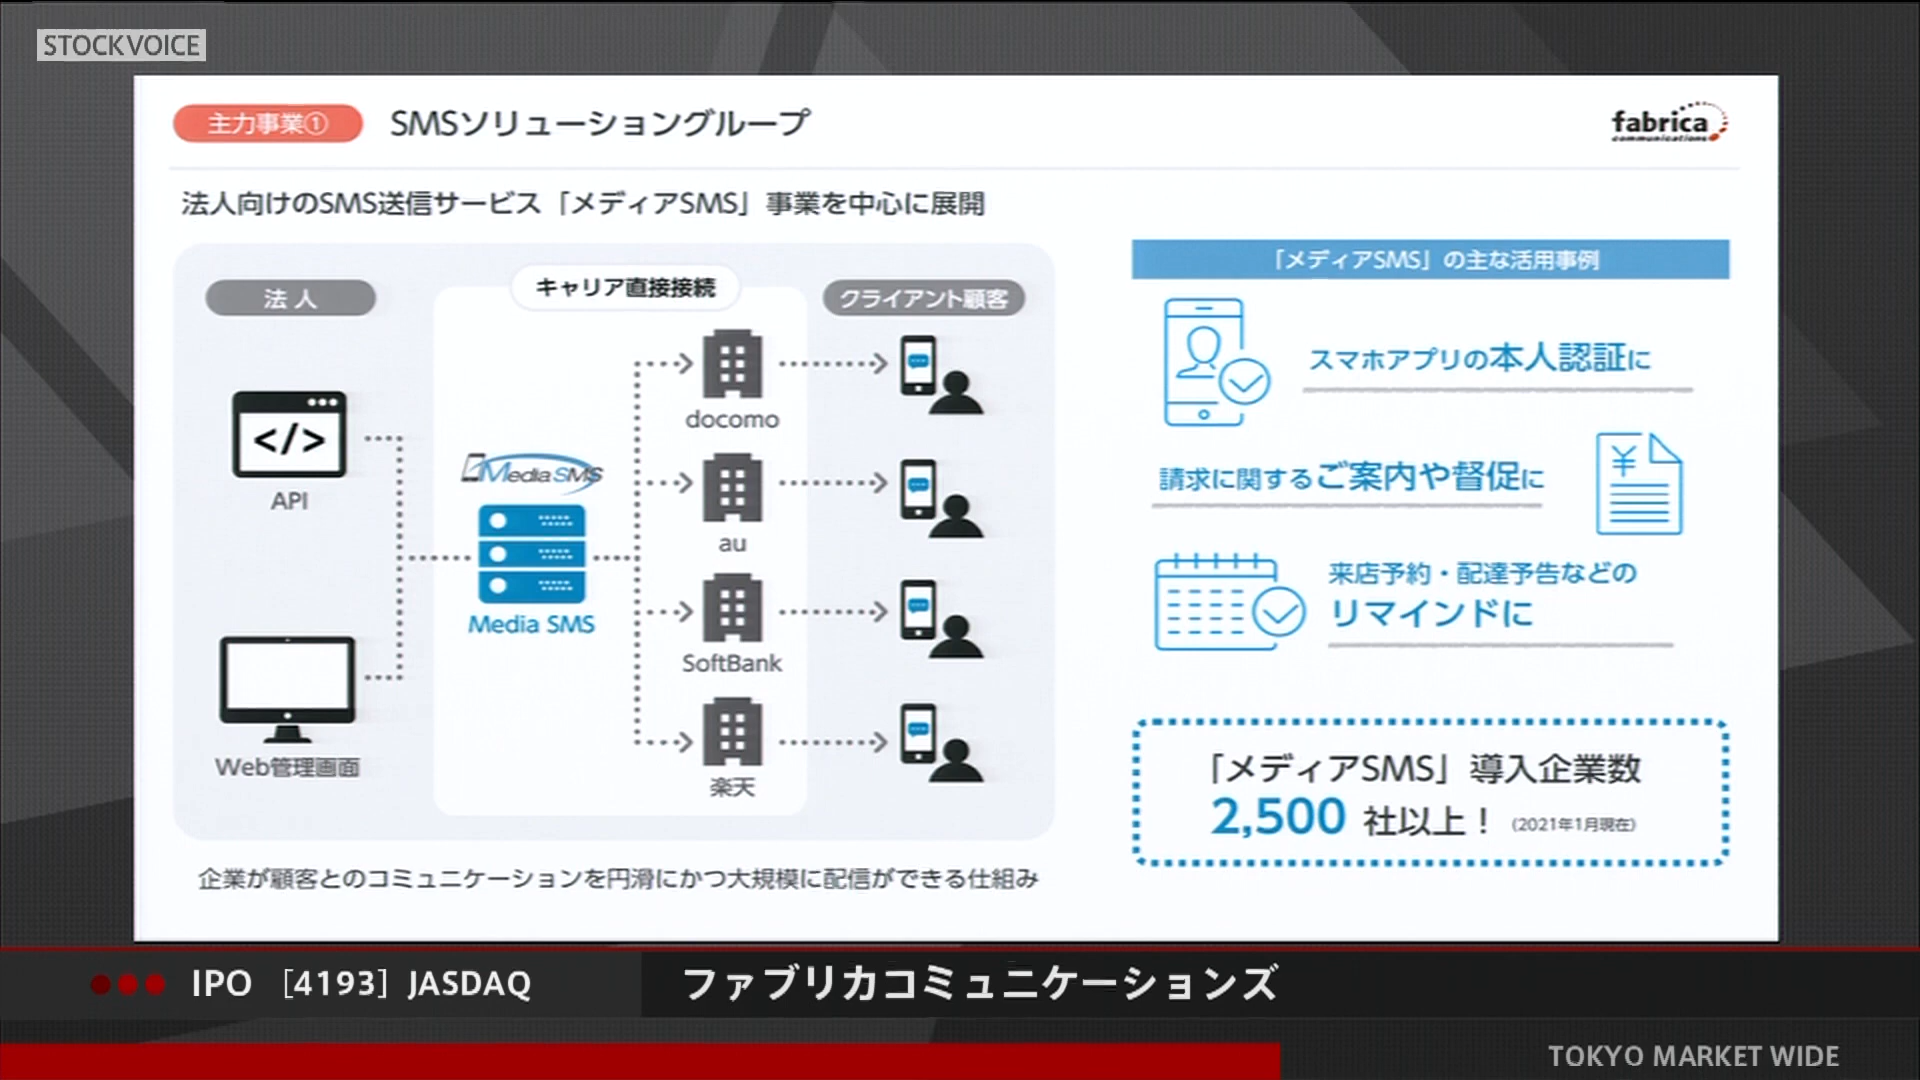 STOCKVOICE
主力事業①
SMSソリューショングループ
fabrica
communications
法人向けのSMS送信サービス「メディアSMS」事業を中心に展開
法人
キャリア直接接続
クライアント顧客
</>
API
Web管理画面
Media SMS
Media SMS
docomo
au
SoftBank
楽天
「メディアSMS」の主な活用事例
スマホアプリの本人認証に
請求に関するご案内や督促に
¥
来店予約・配達予告などの
リマインドに
「メディアSMS」導入企業数
2,500 社以上！ (2021年1月現在)
企業が顧客とのコミュニケーションを円滑にかつ大規模に配信ができる仕組み
IPO [4193] JASDAQ
ファブリカコミュニケーションズ
TOKYO MARKET WIDE